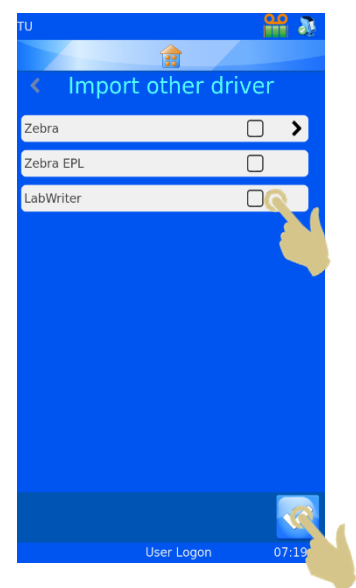 TU
Import other driver
Zebra
Zebra EPL
LabWriter
User Logon 07:19